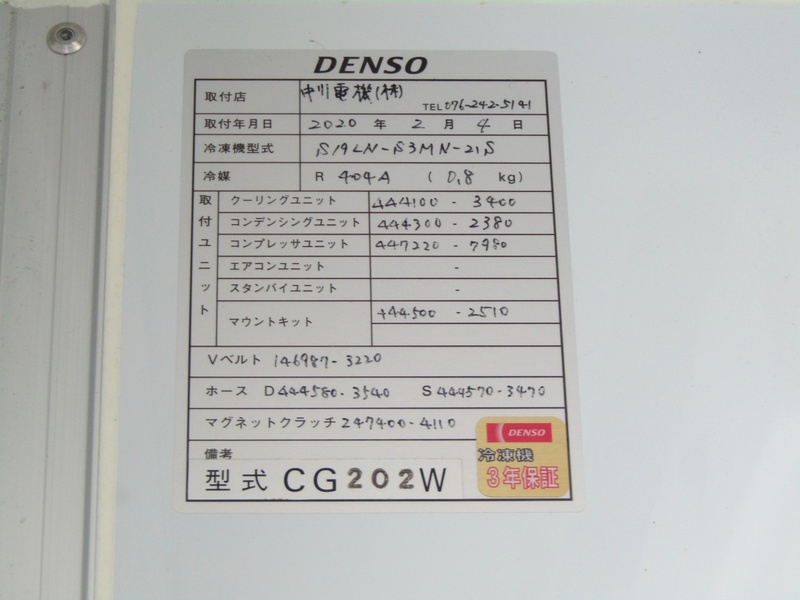 DENSO
取付店 中川電機(株) TEL 076-242-5141
取付年月日 2020 年 2 月 4 日
冷凍機型式 S19LN-S3MN-21S
冷媒 R 404A ( 0.8 kg)
取付ユニット
クーリングユニット 444100 - 3400
コンデンシングユニット 444300 - 2380
コンプレッサユニット 447220 - 7980
エアコンユニット -
スタンバイユニット -
マウントキット 444500 - 2510
Vベルト 146987-3220
ホース D444580-3540 S444570-3470
マグネットクラッチ 247400-4110
備考
型式 CG202W
DENSO
冷凍機
3年保証